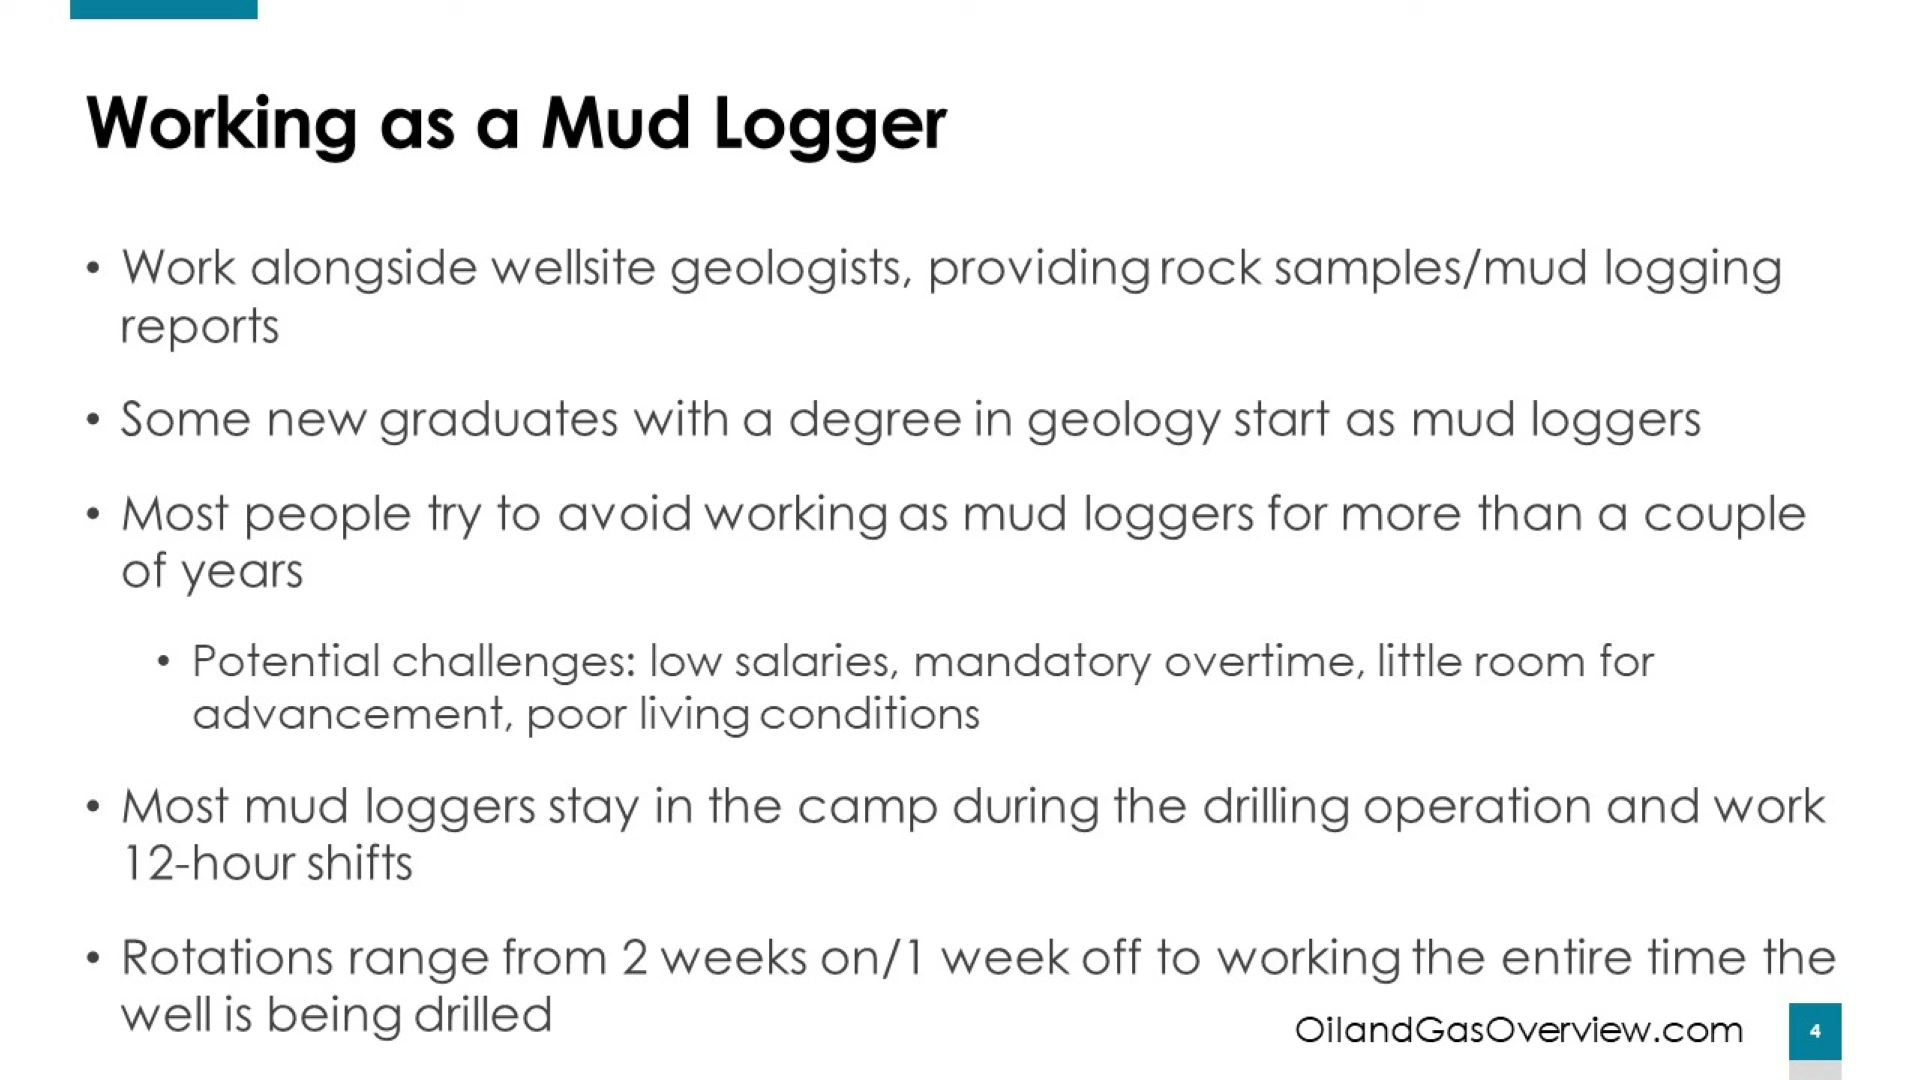 Working as a Mud Logger
• Work alongside wellsite geologists, providing rock samples/mud logging
reports
• Some new graduates with a degree in geology start as mud loggers
• Most people try to avoid working as mud loggers for more than a couple
of years
• Potential challenges: low salaries, mandatory overtime, little room for
advancement, poor living conditions
• Most mud loggers stay in the camp during the drilling operation and work
12-hour shifts
• Rotations range from 2 weeks on/1 week off to working the entire time the
well is being drilled
OilandGasOverview.com
4